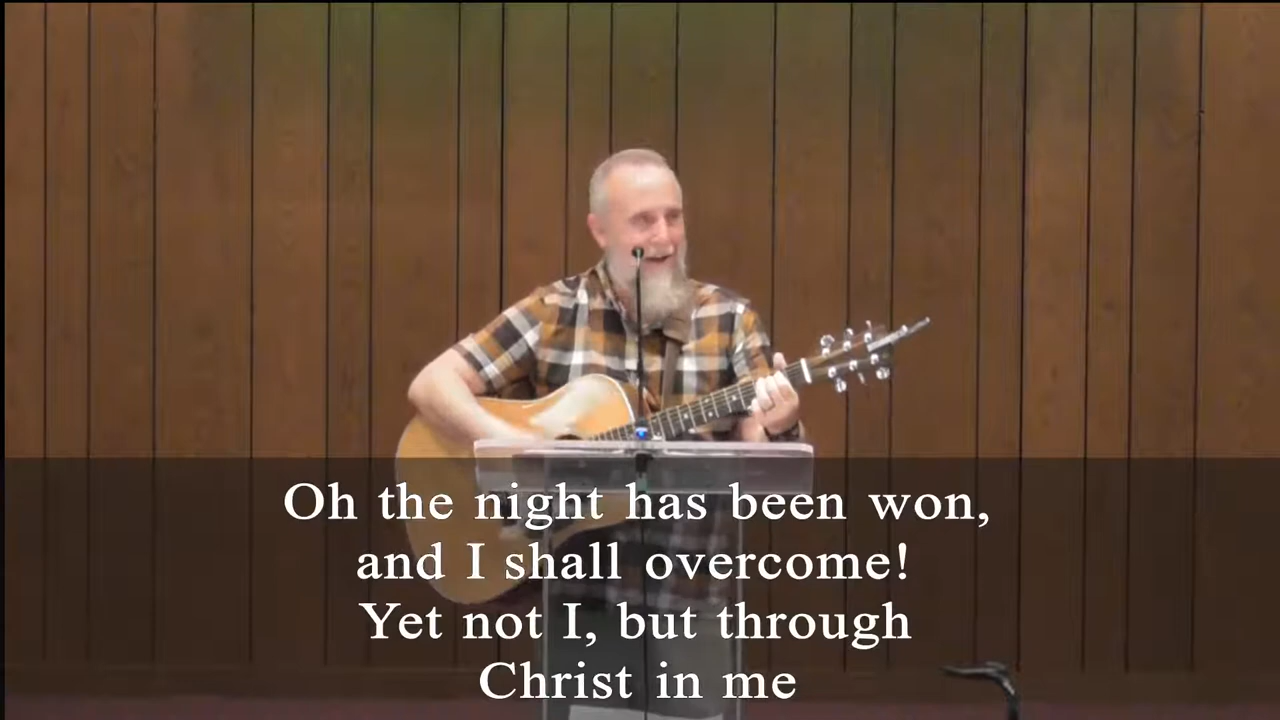 Oh the night has been won,
and I shall overcome!
Yet not I, but through
Christ in me